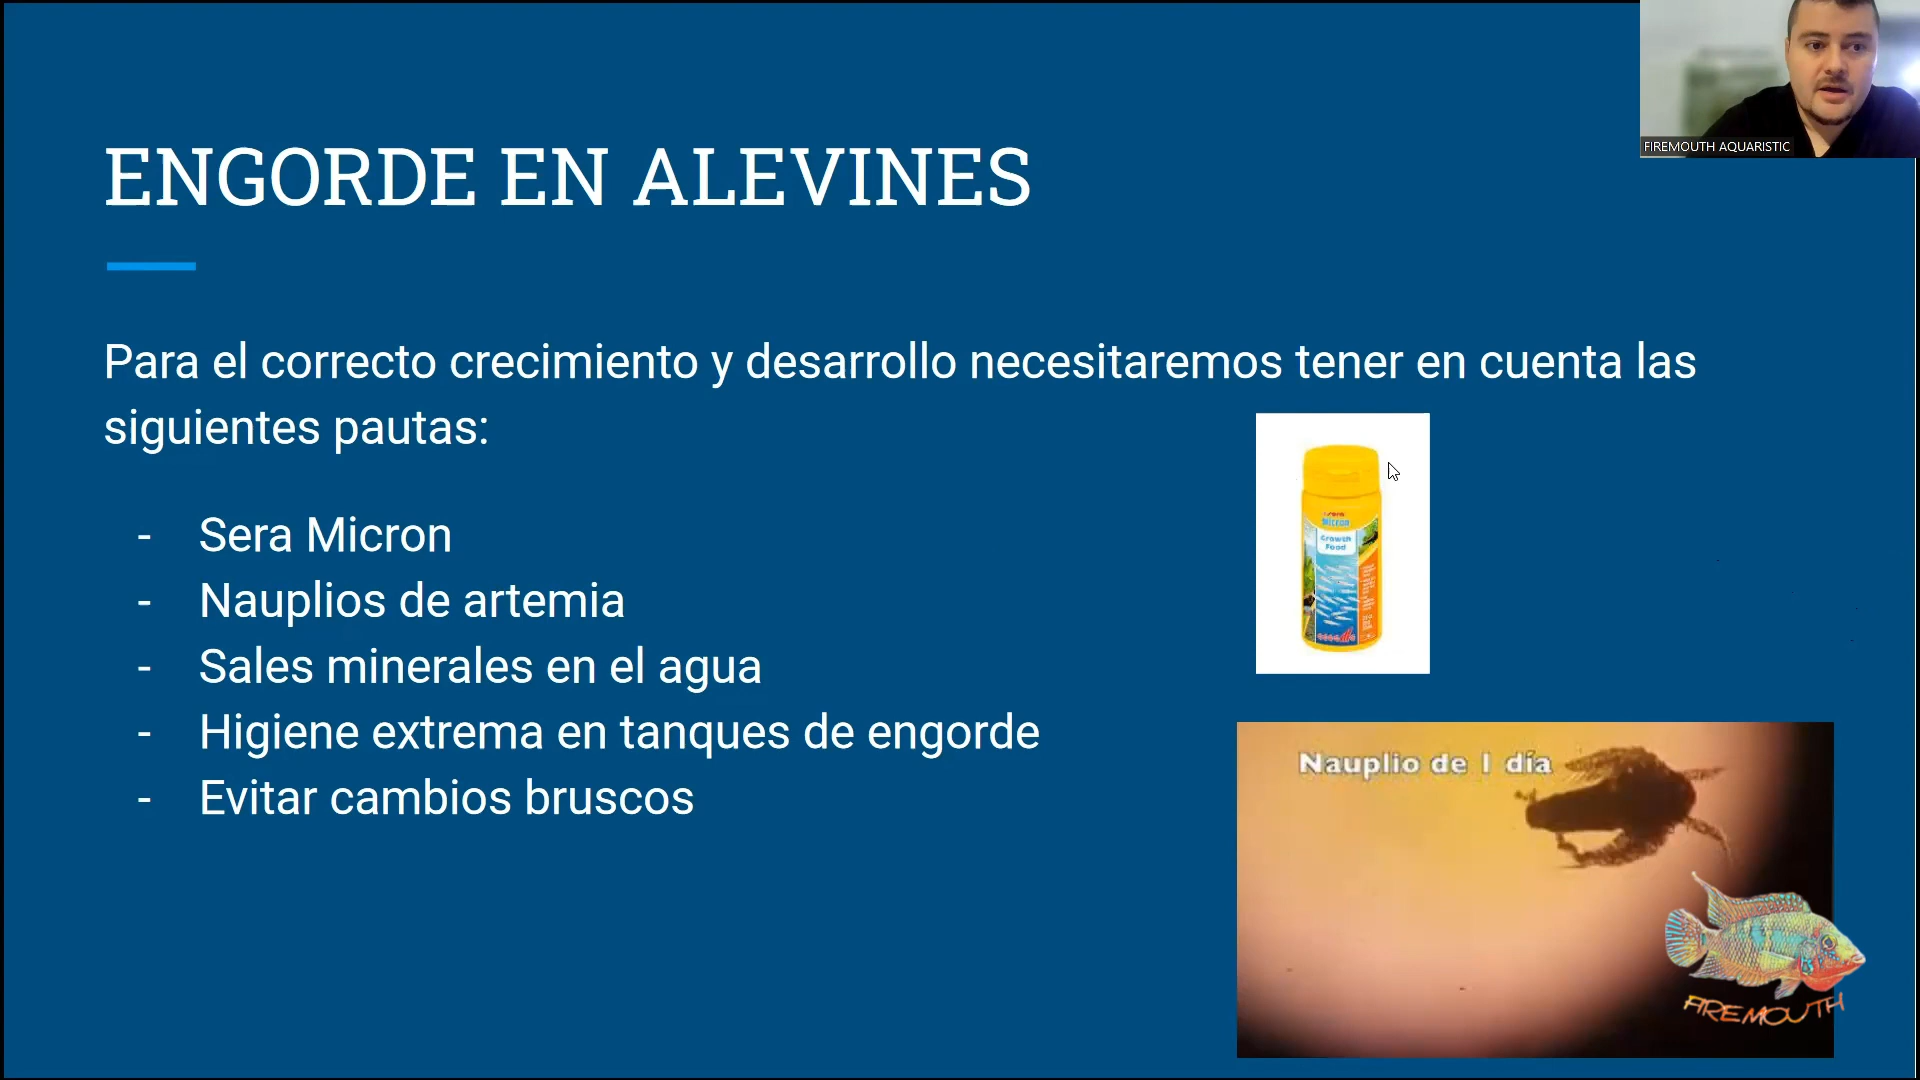 FIREMOUTH AQUARISTIC
ENGORDE EN ALEVINES
Para el correcto crecimiento y desarrollo necesitaremos tener en cuenta las
siguientes pautas:
- Sera Micron
- Nauplios de artemia
- Sales minerales en el agua
- Higiene extrema en tanques de engorde
- Evitar cambios bruscos
sera
Micron
Growth
Food
Nauplio de 1 día
FIREMOUTH